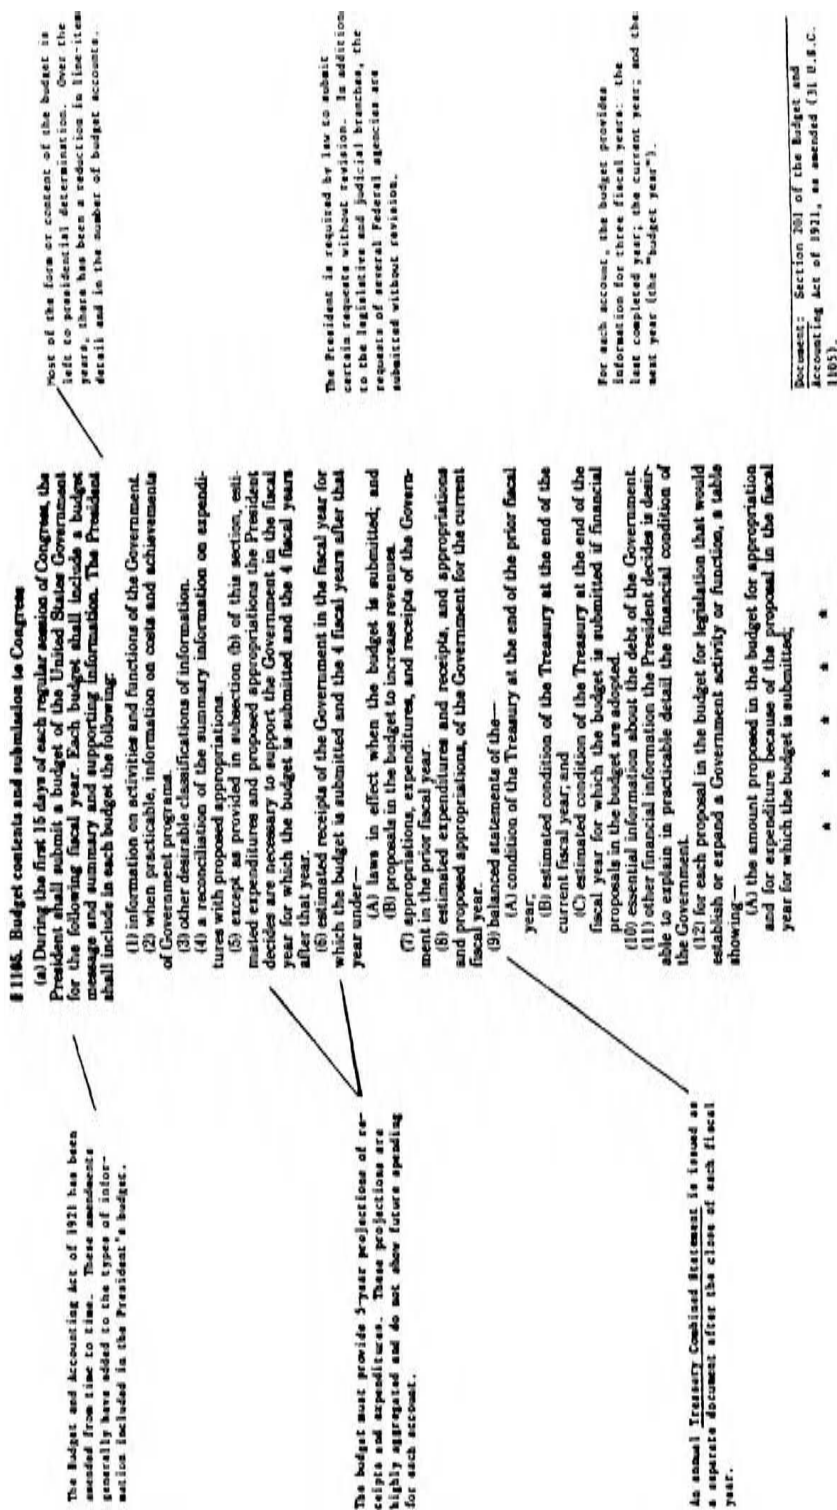 The Budget and Accounting Act of 1921 has been
amended from time to time. These amendments
generally have added to the types of infor-
mation included in the President's budget.
The budget must provide 5-year projections of re-
ceipts and expenditures. These projections are
highly aggregated and do not show future spending
for each account.
An annual Treasury Combined Statement is issued as
a separate document after the close of each fiscal
year.
§ 1105. Budget contents and submission to Congress
(a) During the first 15 days of each regular session of Congress, the
President shall submit a budget of the United States Government
for the following fiscal year. Each budget shall include a budget
message and summary and supporting information. The President
shall include in each budget the following:
(1) information on activities and functions of the Government.
(2) when practicable, information on costs and achievements
of Government programs.
(3) other desirable classifications of information.
(4) a reconciliation of the summary information on expendi-
tures with proposed appropriations.
(5) except as provided in subsection (b) of this section, esti-
mated expenditures and proposed appropriations the President
decides are necessary to support the Government in the fiscal
year for which the budget is submitted and the 4 fiscal years
after that year.
(6) estimated receipts of the Government in the fiscal year for
which the budget is submitted and the 4 fiscal years after that
year under—
(A) laws in effect when the budget is submitted; and
(B) proposals in the budget to increase revenues.
(7) appropriations, expenditures, and receipts of the Govern-
ment in the prior fiscal year.
(8) estimated expenditures and receipts, and appropriations
and proposed appropriations, of the Government for the current
fiscal year.
(9) balanced statements of the—
(A) condition of the Treasury at the end of the prior fiscal
year;
(B) estimated condition of the Treasury at the end of the
current fiscal year; and
(C) estimated condition of the Treasury at the end of the
fiscal year for which the budget is submitted if financial
proposals in the budget are adopted.
(10) essential information about the debt of the Government.
(11) other financial information the President decides is desir-
able to explain in practicable detail the financial condition of
the Government.
(12) for each proposal in the budget for legislation that would
establish or expand a Government activity or function, a table
showing—
(A) the amount proposed in the budget for appropriation
and for expenditure because of the proposal in the fiscal
year for which the budget is submitted;
* * * * *
Most of the form or content of the budget is
left to presidential determination. Over the
years, there has been a reduction in line-item
detail and in the number of budget accounts.
The President is required by law to submit
certain requests without revision. In addition
to the legislative and judicial branches, the
requests of several Federal agencies are
submitted without revision.
For each account, the budget provides
information for three fiscal years: the
last completed year; the current year; and the
next year (the "budget year").
Document: Section 201 of the Budget and
Accounting Act of 1921, as amended (31 U.S.C.
1105).